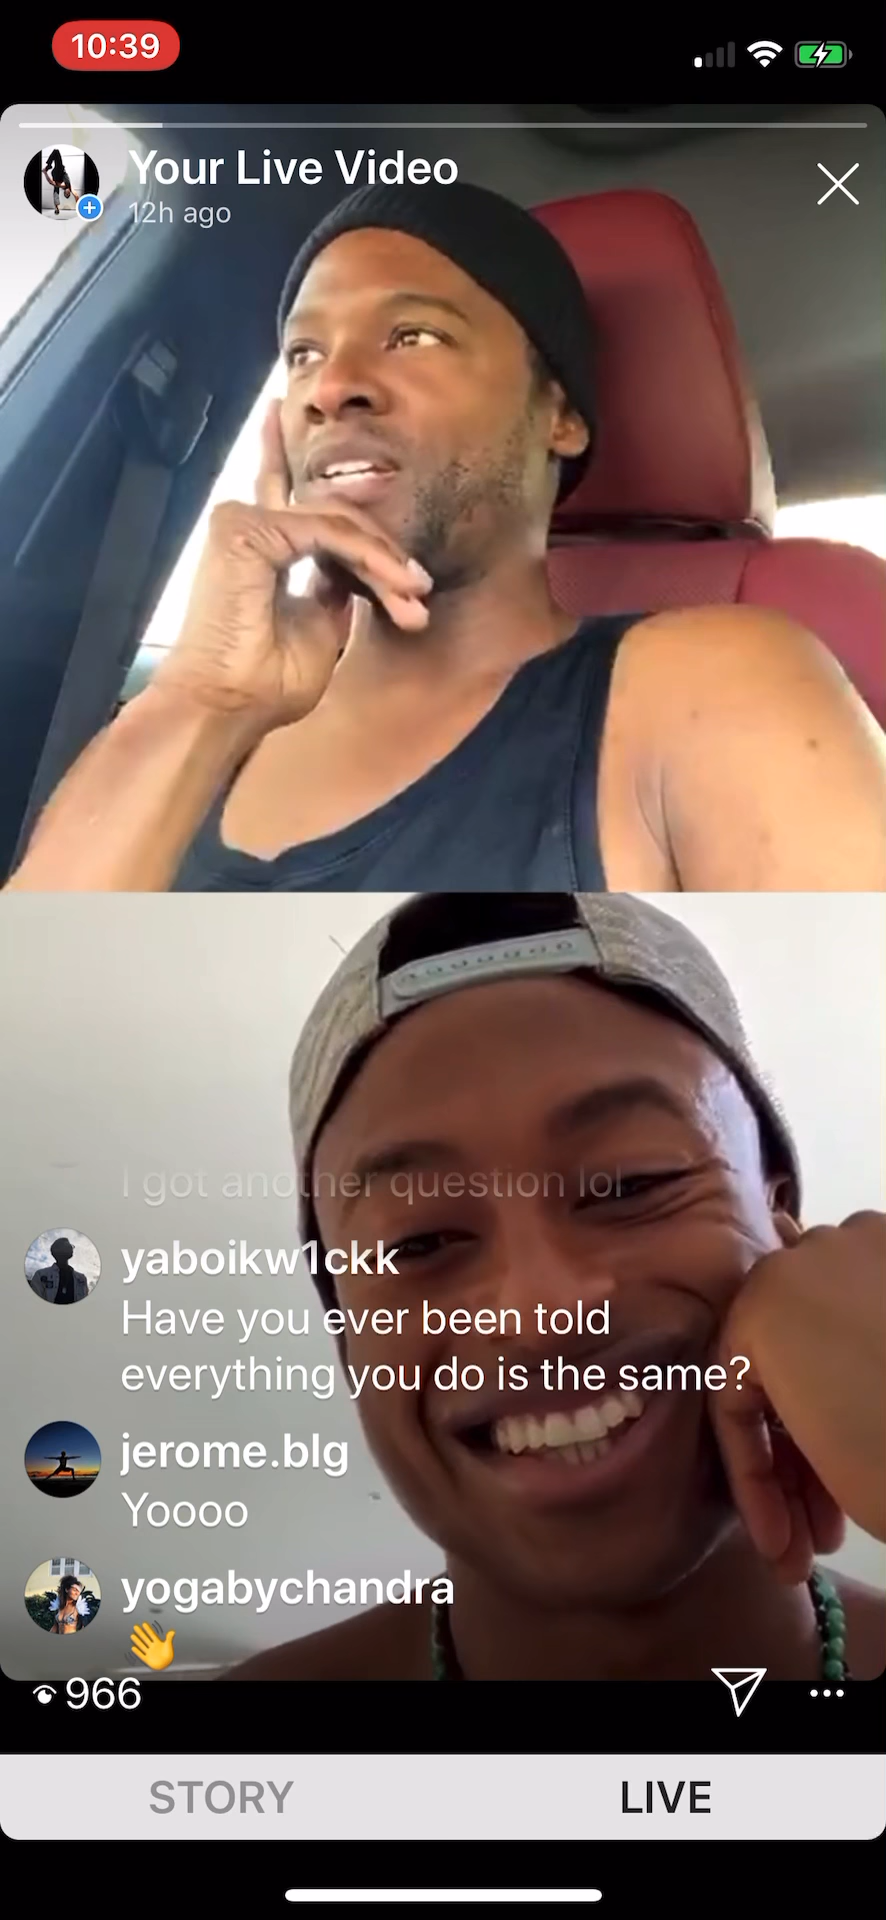 10:39
Your Live Video
12h ago
I got another question lol
yaboikw1ckk
Have you ever been told
everything you do is the same?
jerome.blg
Yoooo
yogabychandra
👋
966
STORY
LIVE